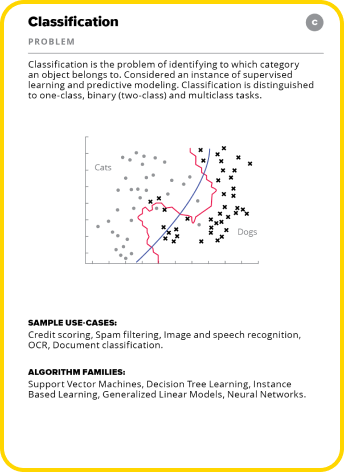 Classification
C
PROBLEM
Classification is the problem of identifying to which category
an object belongs to. Considered an instance of supervised
learning and predictive modeling. Classification is distinguished
to one-class, binary (two-class) and multiclass tasks.
Cats
Dogs
SAMPLE USE-CASES:
Credit scoring, Spam filtering, Image and speech recognition,
OCR, Document classification.
ALGORITHM FAMILIES:
Support Vector Machines, Decision Tree Learning, Instance
Based Learning, Generalized Linear Models, Neural Networks.